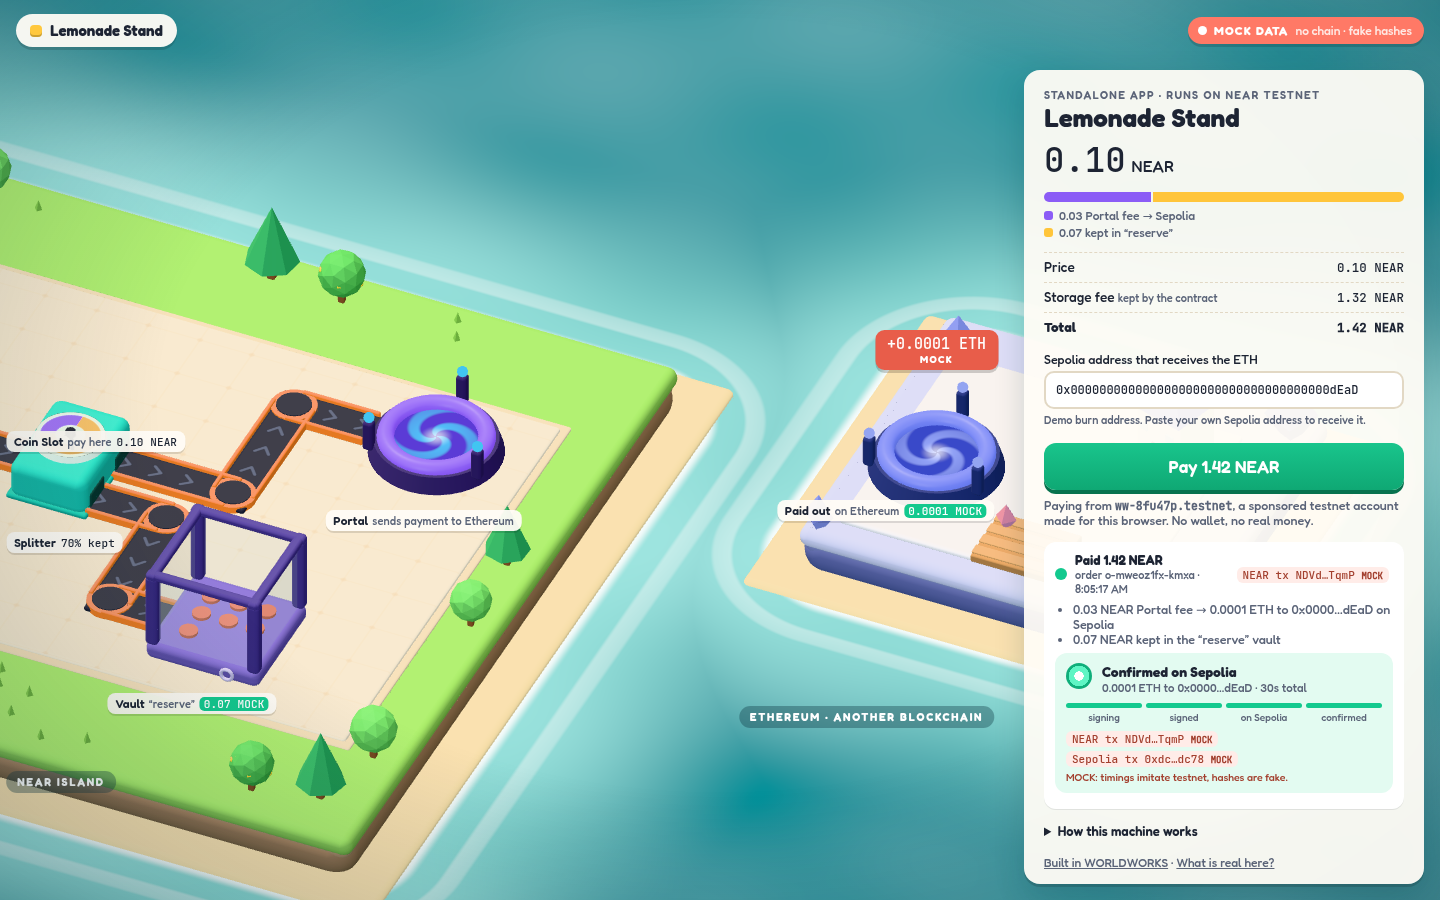 Lemonade Stand
MOCK DATA no chain · fake hashes
STANDALONE APP · RUNS ON NEAR TESTNET
Lemonade Stand
0.10 NEAR
0.03 Portal fee → Sepolia
0.07 kept in “reserve”
Price 0.10 NEAR
Storage fee kept by the contract 1.32 NEAR
Total 1.42 NEAR
Sepolia address that receives the ETH
0x000000000000000000000000000000000000dEaD
Demo burn address. Paste your own Sepolia address to receive it.
Pay 1.42 NEAR
Paying from ww-8fu47p.testnet, a sponsored testnet account
made for this browser. No wallet, no real money.
Paid 1.42 NEAR
order o-mweoz1fx-kmxa ·
8:05:17 AM
NEAR tx NDVd…TqmP MOCK
• 0.03 NEAR Portal fee → 0.0001 ETH to 0x0000…dEaD on
Sepolia
• 0.07 NEAR kept in the “reserve” vault
Confirmed on Sepolia
0.0001 ETH to 0x0000…dEaD · 30s total
signing signed on Sepolia confirmed
NEAR tx NDVd…TqmP MOCK
Sepolia tx 0xdc…dc78 MOCK
MOCK: timings imitate testnet, hashes are fake.
How this machine works
Built in WORLDWORKS · What is real here?
+0.0001 ETH
MOCK
Coin Slot pay here 0.10 NEAR
Portal sends payment to Ethereum
Paid out on Ethereum 0.0001 MOCK
Splitter 70% kept
Vault “reserve” 0.07 MOCK
ETHEREUM · ANOTHER BLOCKCHAIN
NEAR ISLAND